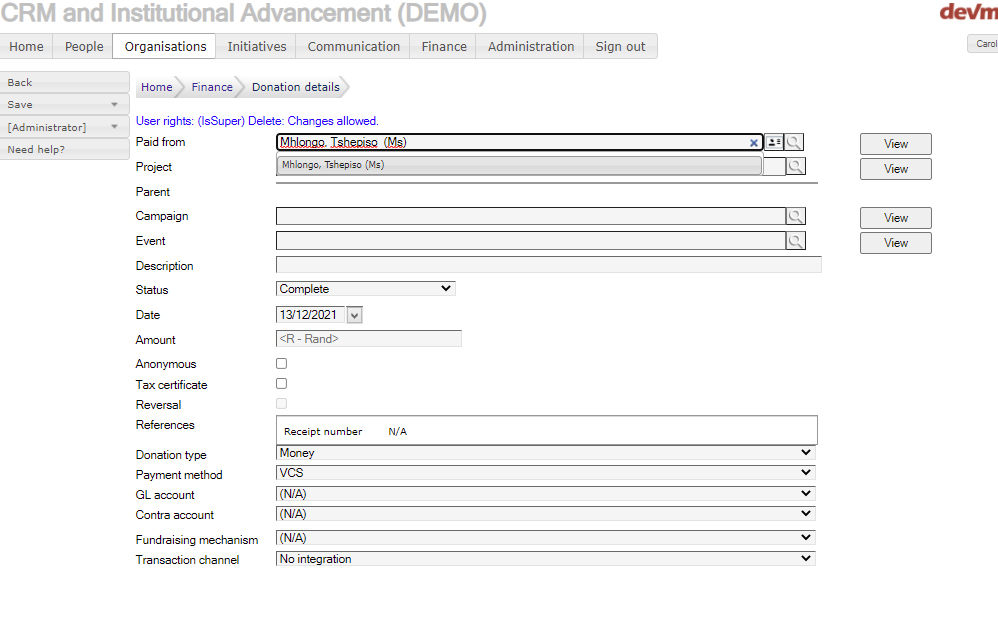 CRM and Institutional Advancement (DEMO)
devm
Home People Organisations Initiatives Communication Finance Administration Sign out
Carol
Back
Save
[Administrator]
Need help?
Home Finance Donation details
User rights: (IsSuper) Delete: Changes allowed.
Paid from Mhlongo, Tshepiso (Ms) View
Mhlongo, Tshepiso (Ms)
Project View
Parent
Campaign View
Event View
Description
Status Complete
Date 13/12/2021
Amount <R - Rand>
Anonymous
Tax certificate
Reversal
References
Receipt number N/A
Donation type Money
Payment method VCS
GL account (N/A)
Contra account (N/A)
Fundraising mechanism (N/A)
Transaction channel No integration